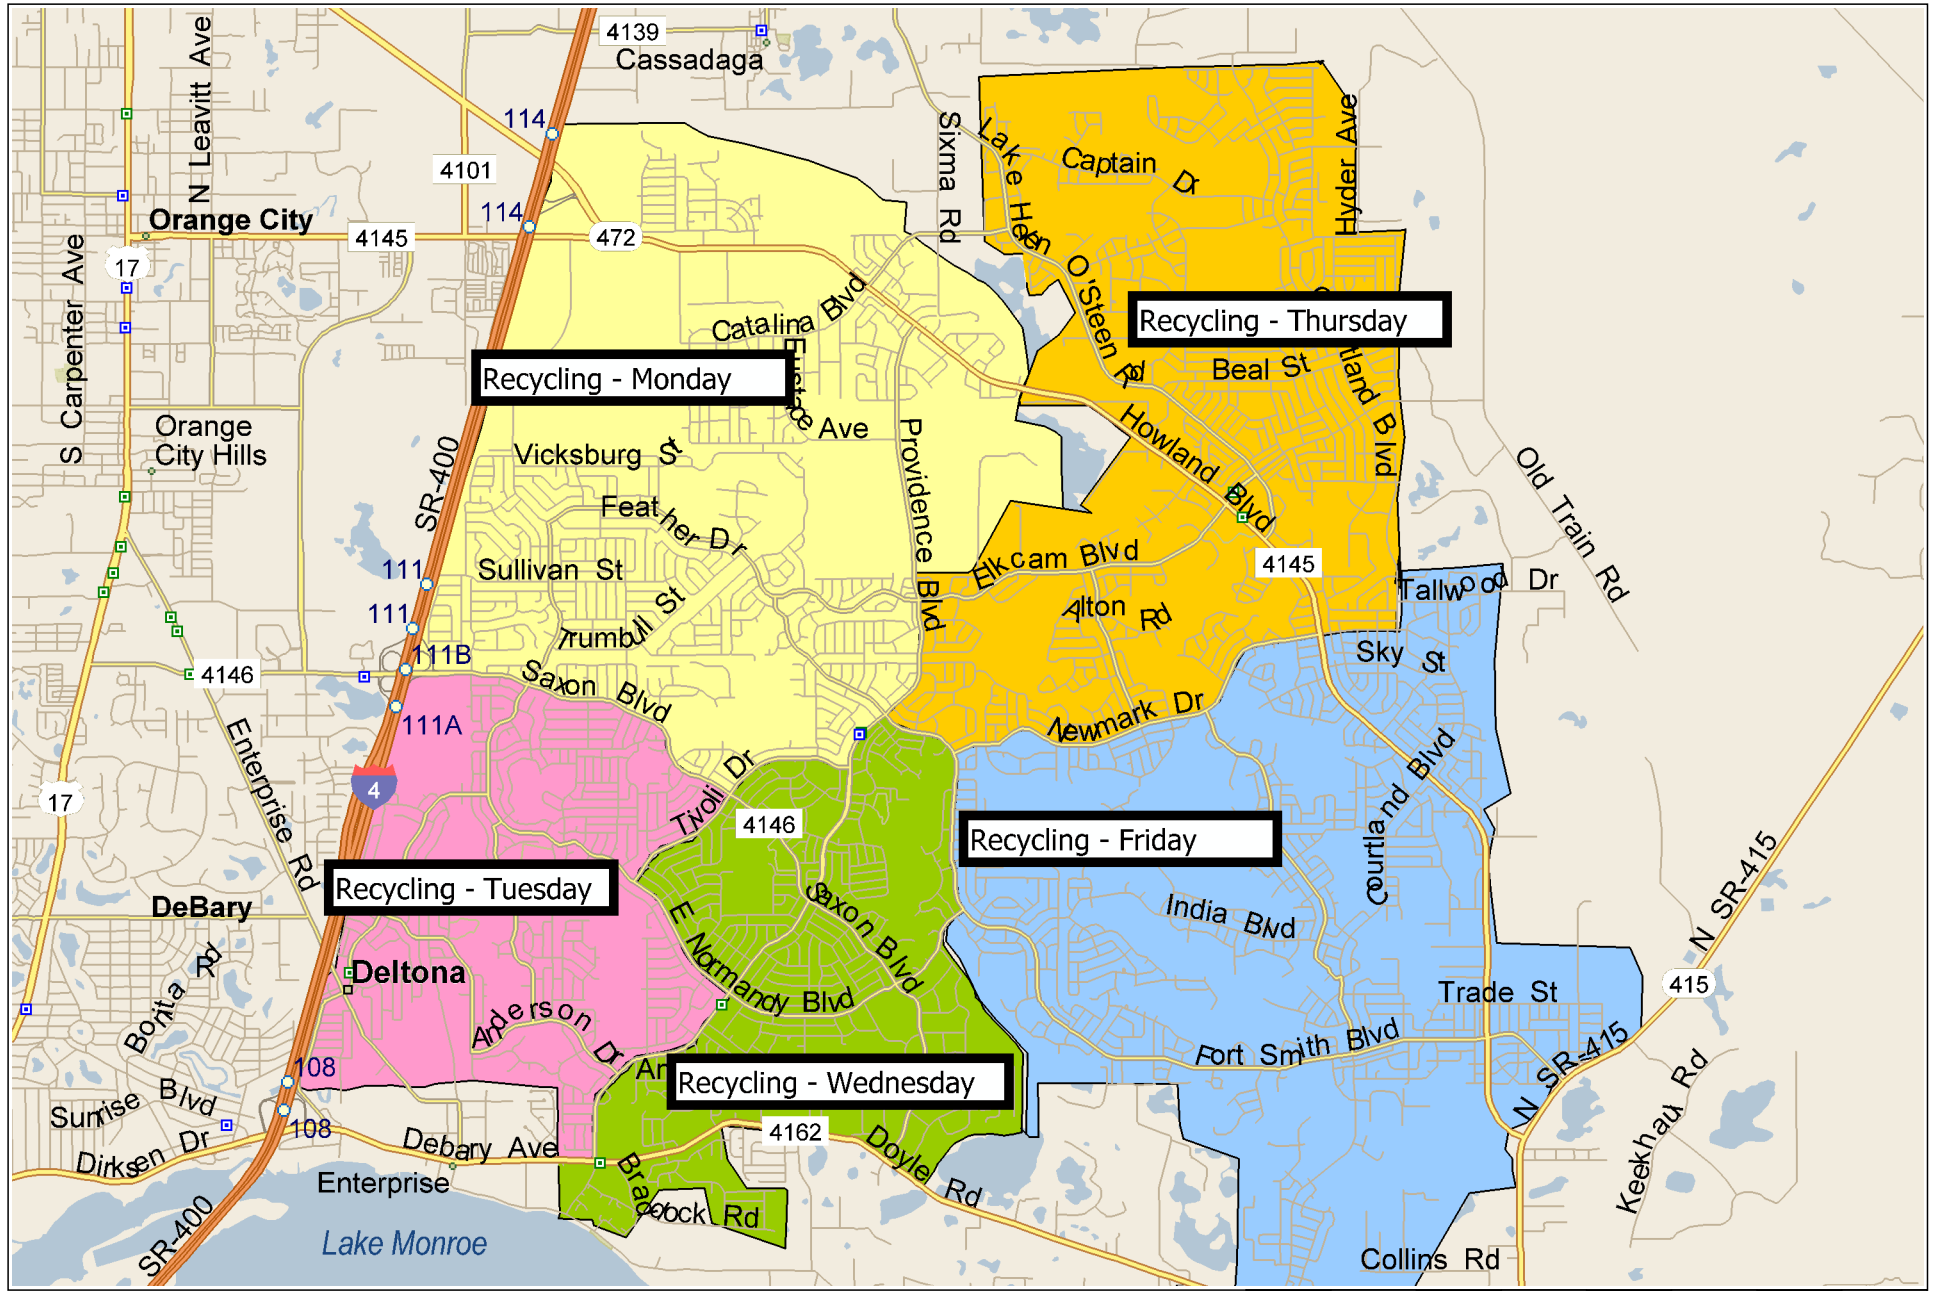 4139
Cassadaga
N Leavitt Ave
114
4101
Sixma Rd
Lake Helen
O'Steen Rd
Captain Dr
Hyder Ave
Orange City
4145
114
472
17
S Carpenter Ave
Catalina Blvd
Recycling - Thursday
Recycling - Monday
Eustace Ave
Beal St
tland Blvd
Orange
City Hills
SR-400
Vicksburg St
Providence Blvd
Howland Blvd
Old Train Rd
Feather Dr
Elkcam Blvd
4145
111
Sullivan St
Tallwood Dr
111
Trumbull St
Alton Rd
111B
4146
Saxon Blvd
Sky St
111A
Newmark Dr
Enterprise Rd
4
Tivoli Dr
Courtland Blvd
17
4146
Recycling - Friday
Recycling - Tuesday
N SR-415
DeBary
E Normandy Blvd
Saxon Blvd
India Blvd
Bonita Rd
Deltona
415
Trade St
Anderson Dr
Fort Smith Blvd
N SR-415
An
Recycling - Wednesday
108
Sunrise Blvd
Keekhau Rd
108
4162
Dirksen Dr
Debary Ave
Doyle Rd
Enterprise
Braddock Rd
SR-400
Lake Monroe
Collins Rd